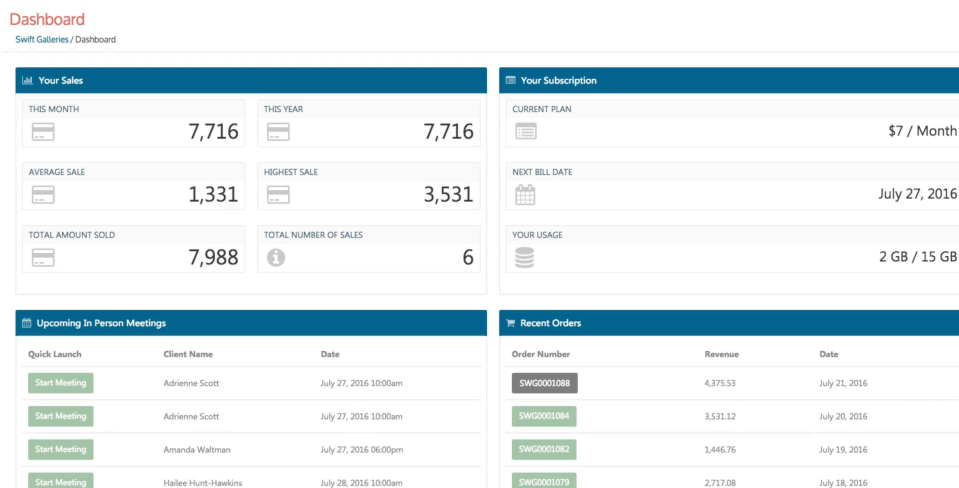 Dashboard
Swift Galleries / Dashboard
Your Sales
THIS MONTH
7,716
THIS YEAR
7,716
AVERAGE SALE
1,331
HIGHEST SALE
3,531
TOTAL AMOUNT SOLD
7,988
TOTAL NUMBER OF SALES
6
Your Subscription
CURRENT PLAN
$7 / Month
NEXT BILL DATE
July 27, 2016
YOUR USAGE
2 GB / 15 GB
Upcoming In Person Meetings
Quick Launch Client Name Date
Start Meeting Adrienne Scott July 27, 2016 10:00am
Start Meeting Adrienne Scott July 27, 2016 10:00am
Start Meeting Amanda Waltman July 27, 2016 06:00pm
Start Meeting Hailee Hunt-Hawkins July 28, 2016 10:00am
Recent Orders
Order Number Revenue Date
SWG0001088 4,375.53 July 21, 2016
SWG0001084 3,531.12 July 20, 2016
SWG0001082 1,446.76 July 19, 2016
SWG0001079 2,717.08 July 18, 2016